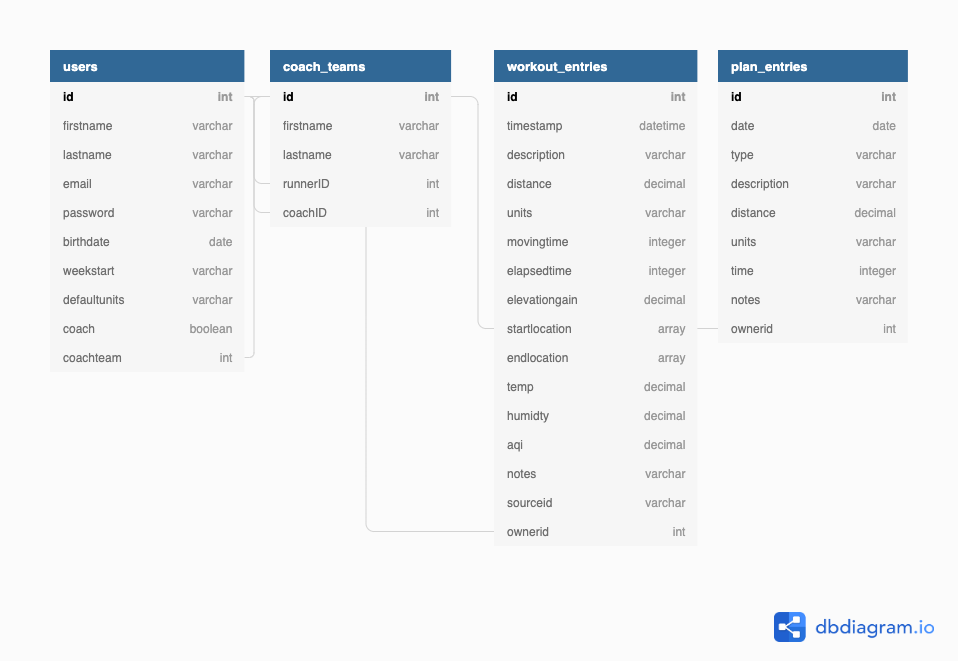 users
id int
firstname varchar
lastname varchar
email varchar
password varchar
birthdate date
weekstart varchar
defaultunits varchar
coach boolean
coachteam int
coach_teams
id int
firstname varchar
lastname varchar
runnerID int
coachID int
workout_entries
id int
timestamp datetime
description varchar
distance decimal
units varchar
movingtime integer
elapsedtime integer
elevationgain decimal
startlocation array
endlocation array
temp decimal
humidty decimal
aqi decimal
notes varchar
sourceid varchar
ownerid int
plan_entries
id int
date date
type varchar
description varchar
distance decimal
units varchar
time integer
notes varchar
ownerid int
dbdiagram.io